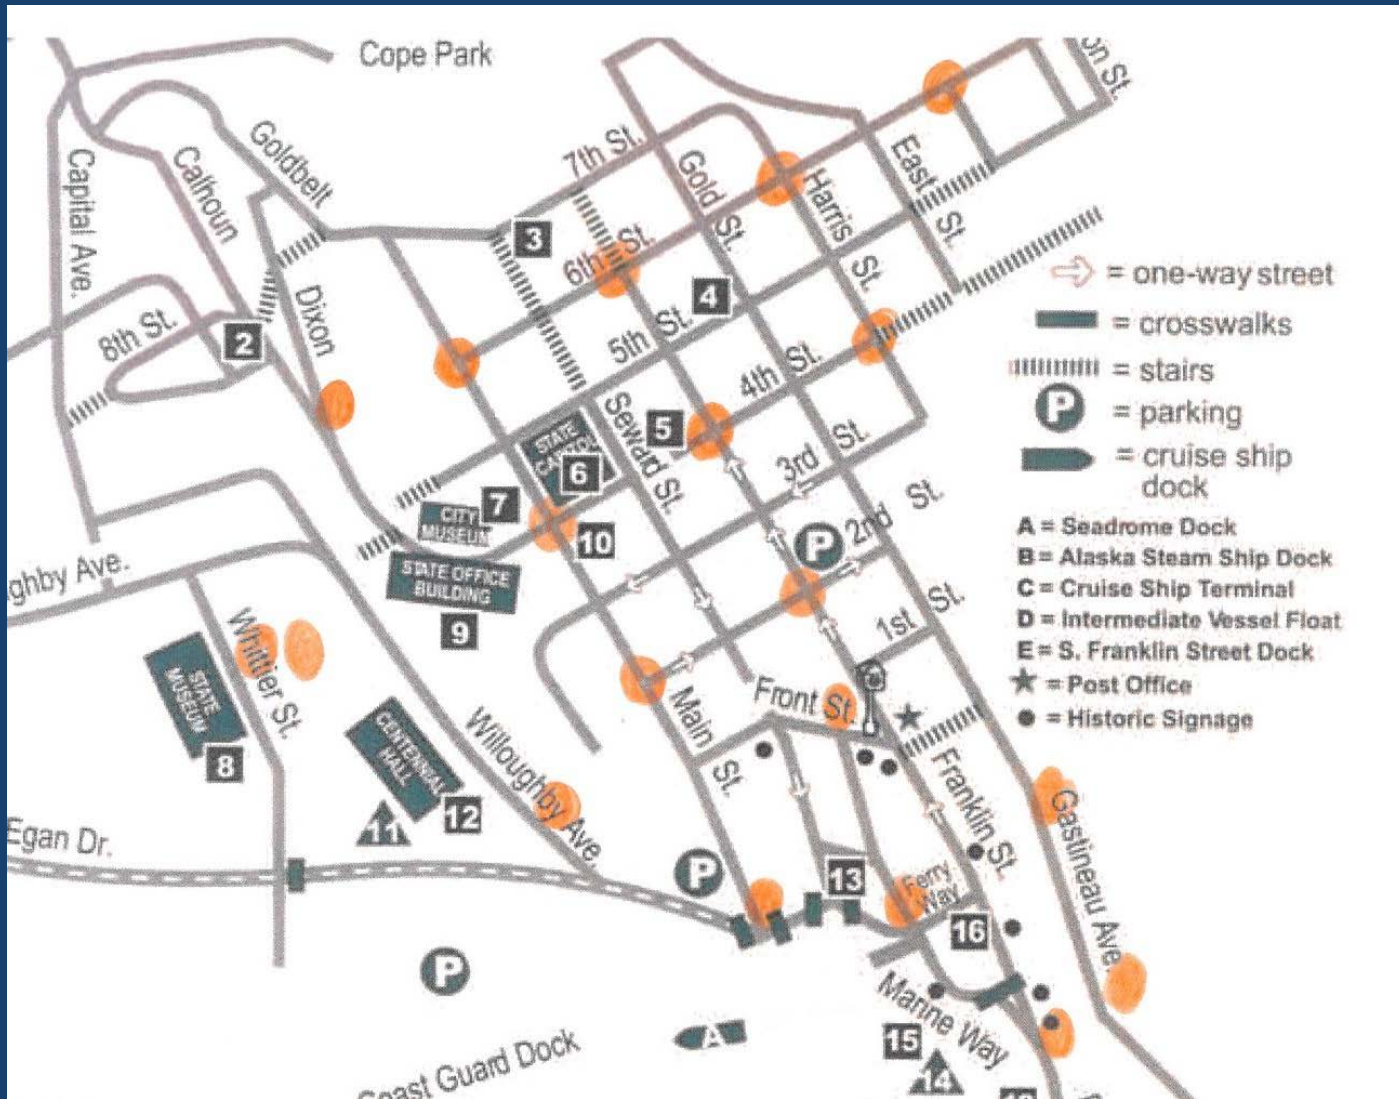 Cope Park
on St.
Goldbelt
Calhoun
Capital Ave.
7th St.
Gold St.
Harris St.
East St.
6th St.
3
Dixon
8th St.
2
4
5th St.
4th St.
= one-way street
= crosswalks
= stairs
P = parking
= cruise ship
dock
A = Seadrome Dock
B = Alaska Steam Ship Dock
C = Cruise Ship Terminal
D = Intermediate Vessel Float
E = S. Franklin Street Dock
= Post Office
= Historic Signage
Seward St.
5
STATE
CAPITOL
6
3rd St.
7
CITY
MUSEUM
10
P
2nd St.
STATE OFFICE
BUILDING
9
ghby Ave.
1st St.
Whittier St.
STATE
MUSEUM
8
Main St.
Front St.
CENTENNIAL
HALL
12
11
Willoughby Ave.
Franklin St.
Gastineau Ave.
Egan Dr.
P
13
Ferry
Way
16
P
Marine Way
A
15
14
Coast Guard Dock